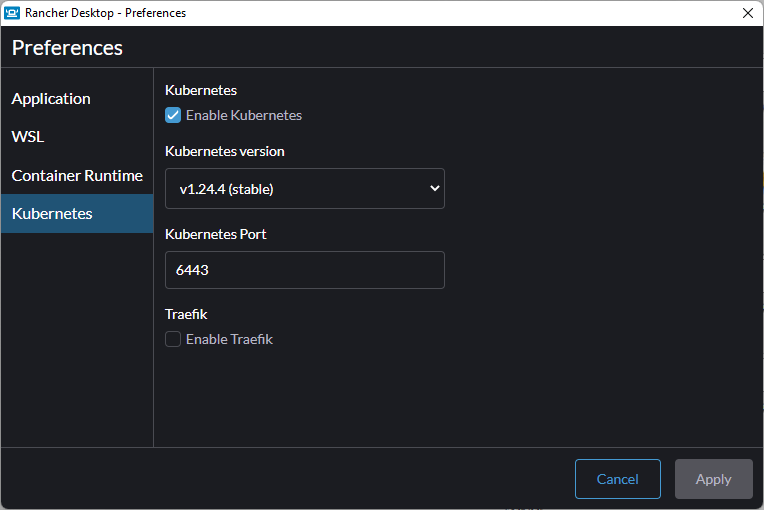 Rancher Desktop - Preferences
Preferences
Application
WSL
Container Runtime
Kubernetes
Kubernetes
Enable Kubernetes
Kubernetes version
v1.24.4 (stable)
Kubernetes Port
6443
Traefik
Enable Traefik
Cancel
Apply